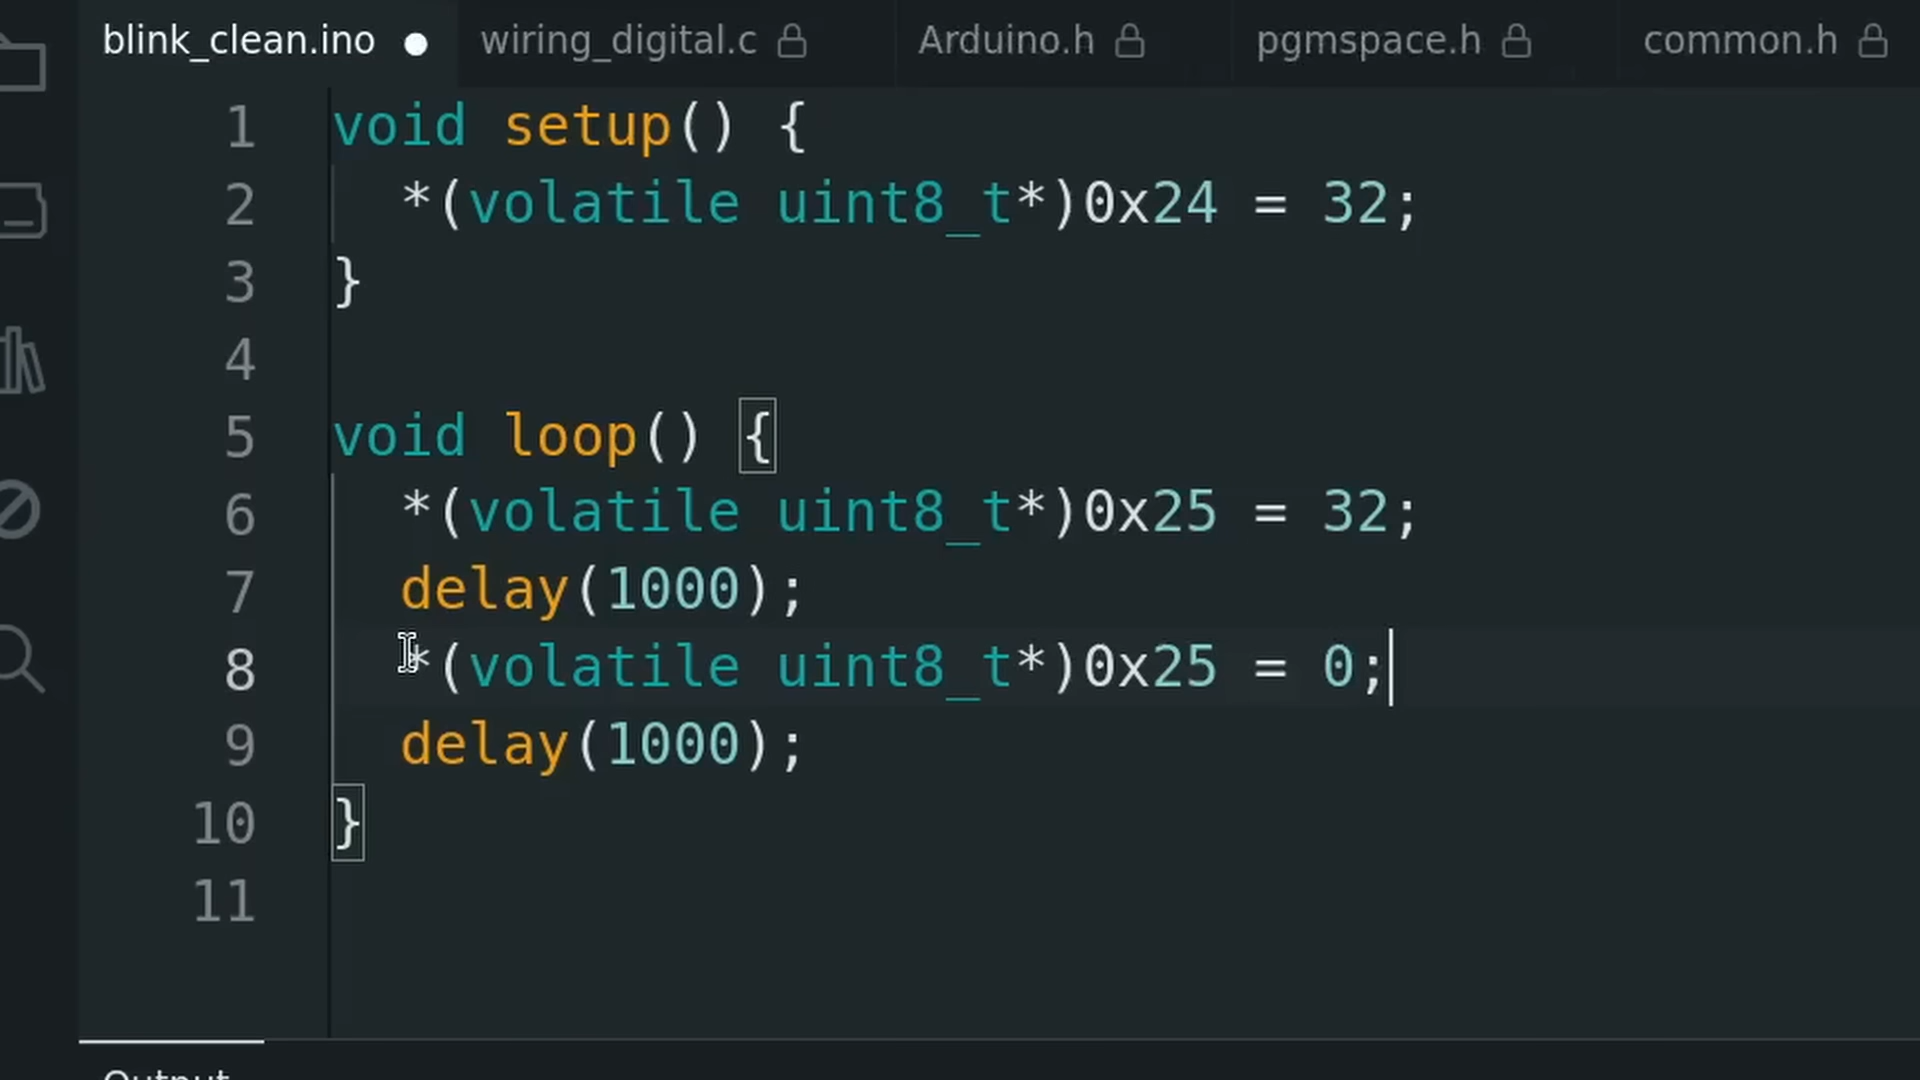 blink_clean.ino wiring_digital.c Arduino.h pgmspace.h common.h
1 void setup() {
2   *(volatile uint8_t*)0x24 = 32;
3 }
4
5 void loop() {
6   *(volatile uint8_t*)0x25 = 32;
7   delay(1000);
8   *(volatile uint8_t*)0x25 = 0;
9   delay(1000);
10 }
11
Output